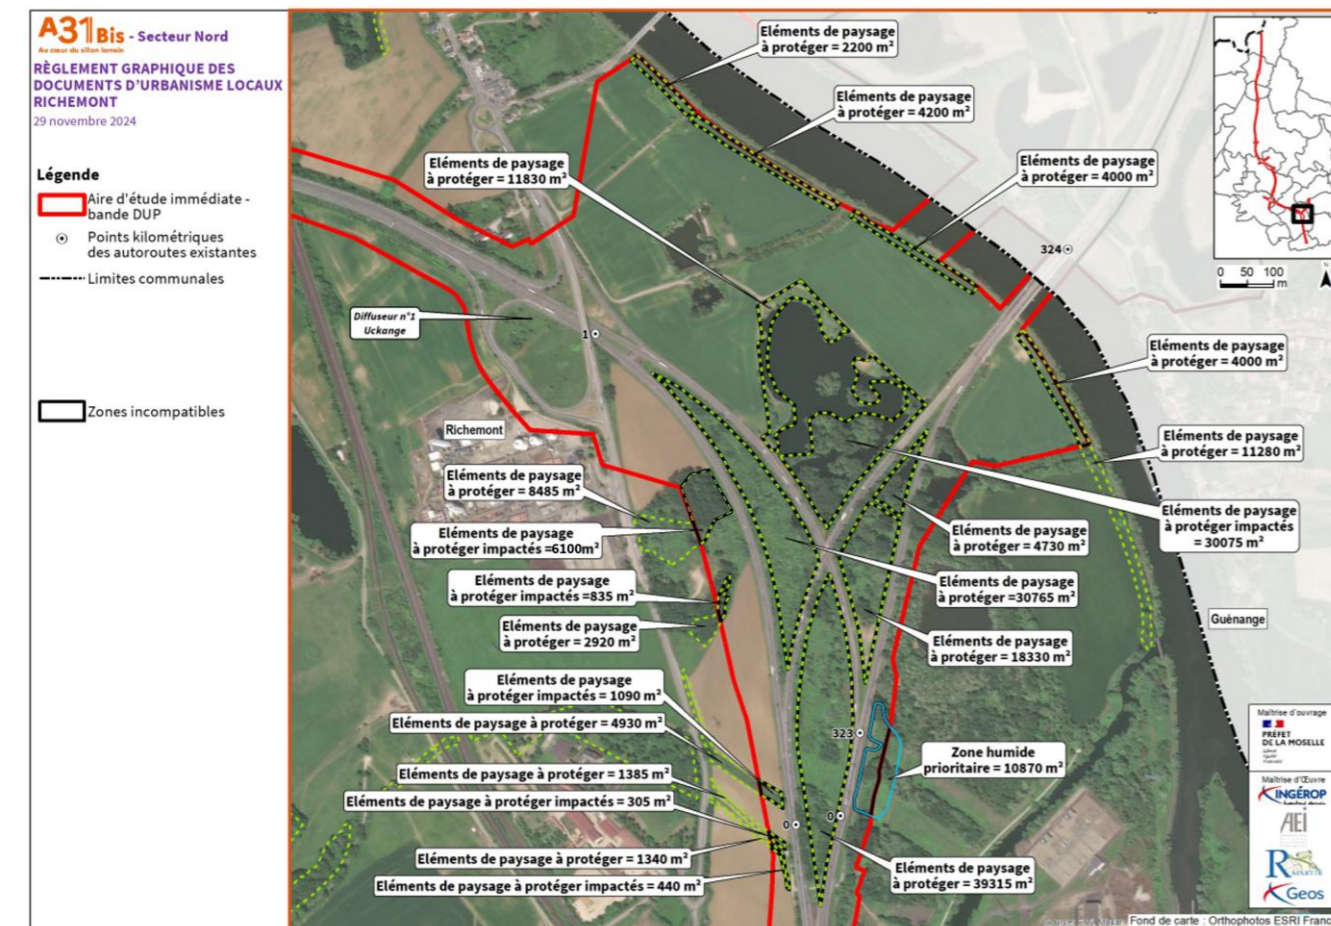 A31 Bis - Secteur Nord
Au cœur du sillon lorrain
RÈGLEMENT GRAPHIQUE DES
DOCUMENTS D'URBANISME LOCAUX
RICHEMONT
29 novembre 2024
Légende
Aire d'étude immédiate -
bande DUP
Points kilométriques
des autoroutes existantes
Limites communales
Zones incompatibles
Eléments de paysage
à protéger = 2200 m²
Eléments de paysage
à protéger = 4200 m²
Eléments de paysage
à protéger = 11830 m²
Eléments de paysage
à protéger = 4000 m²
324
0 50 100
m
N
Diffuseur n°1
Uckange
1
Eléments de paysage
à protéger = 4000 m²
Richemont
Eléments de paysage
à protéger = 11280 m²
Eléments de paysage
à protéger = 8485 m²
Eléments de paysage
à protéger impactés
= 30075 m²
Eléments de paysage
à protéger impactés =6100m²
Eléments de paysage
à protéger = 4730 m²
Eléments de paysage
à protéger impactés =835 m²
Eléments de paysage
à protéger =30765 m²
Eléments de paysage
à protéger = 2920 m²
Guénange
Eléments de paysage
à protéger = 18330 m²
Eléments de paysage
à protéger impactés = 1090 m²
Eléments de paysage à protéger = 4930 m²
323
Zone humide
prioritaire = 10870 m²
Eléments de paysage à protéger = 1385 m²
Eléments de paysage à protéger impactés = 305 m²
0
0
Eléments de paysage à protéger = 1340 m²
Eléments de paysage à protéger impactés = 440 m²
Eléments de paysage
à protéger = 39315 m²
Maîtrise d'ouvrage
PRÉFET
DE LA MOSELLE
Maîtrise d'Œuvre
INGÉROP
AEI
RAINETTE
Geos
Fond de carte : Orthophotos ESRI Franc